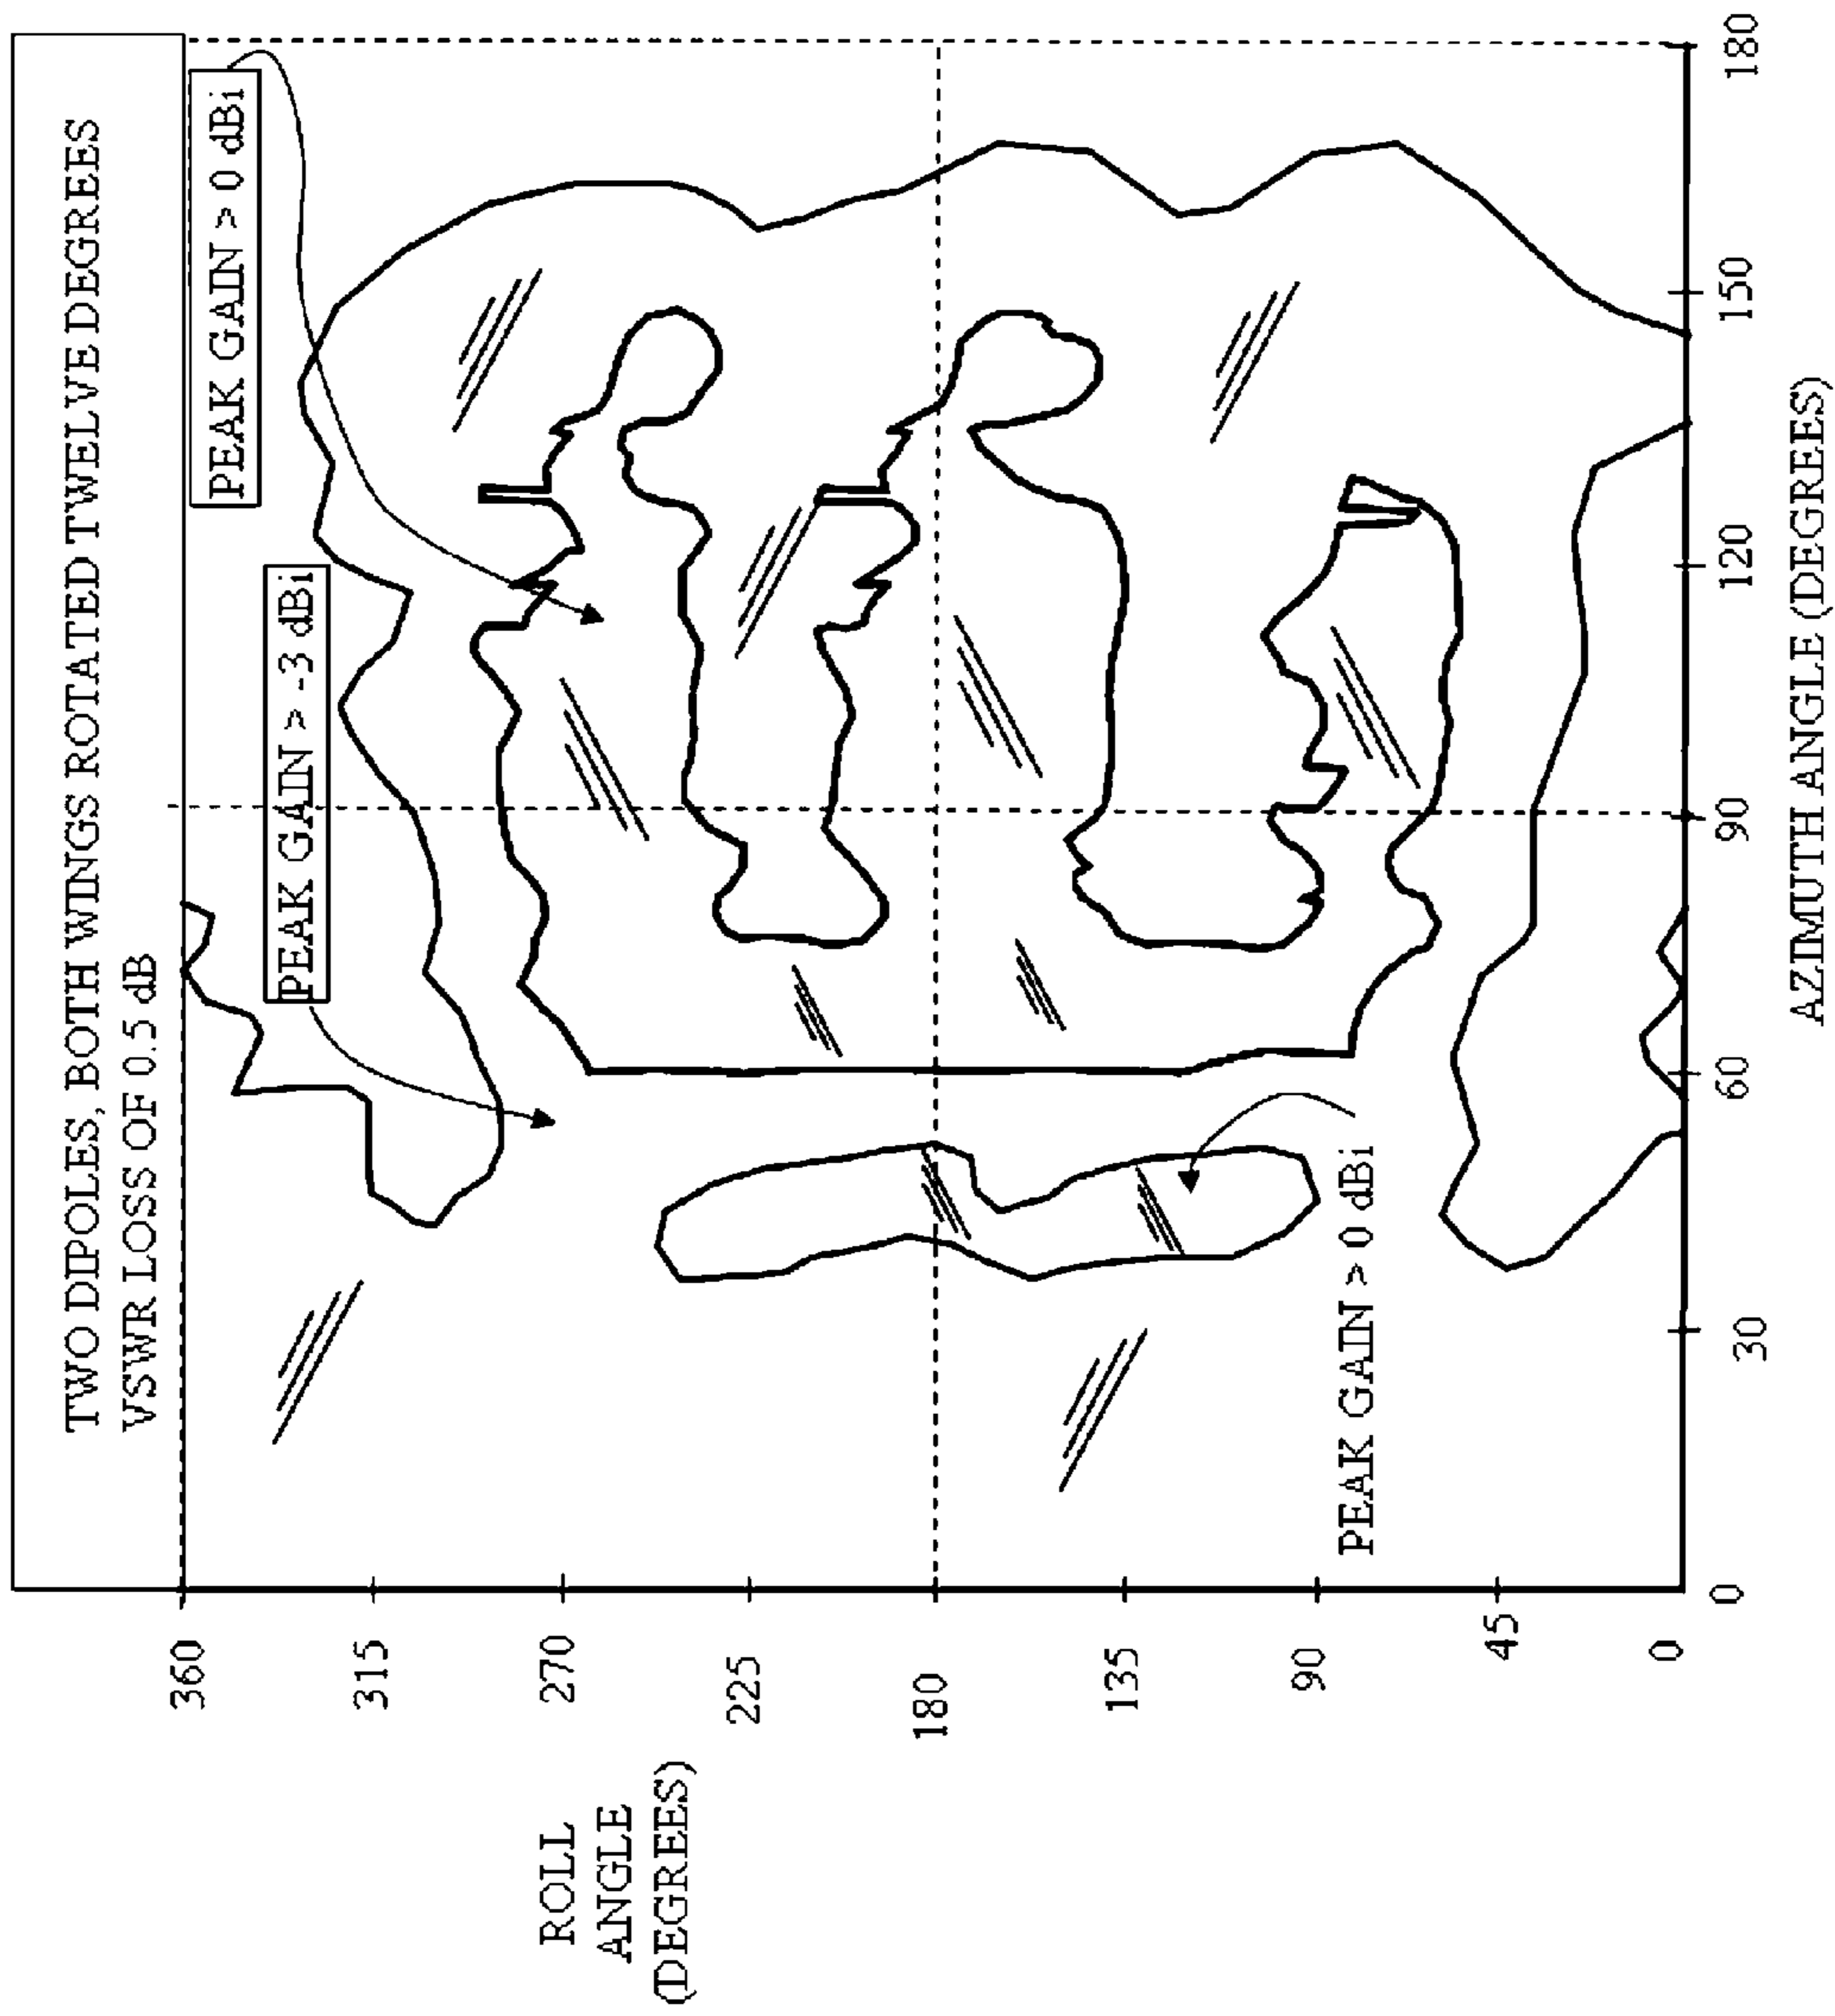 TWO DIPOLES, BOTH WINGS ROTATED TWELVE DEGREES
VSWR LOSS OF 0.5 dB
PEAK GAIN > 0 dBi
PEAK GAIN > -3 dBi
PEAK GAIN > 0 dBi
ROLL
ANGLE
(DEGREES)
360
315
270
225
180
135
90
45
0
0
30
60
90
120
150
180
AZIMUTH ANGLE (DEGREES)